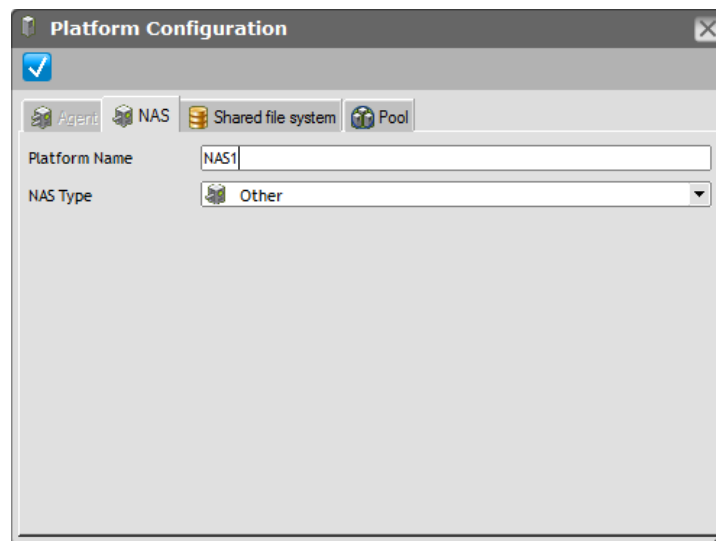 Platform Configuration
Agent NAS Shared file system Pool
Platform Name NAS1
NAS Type Other